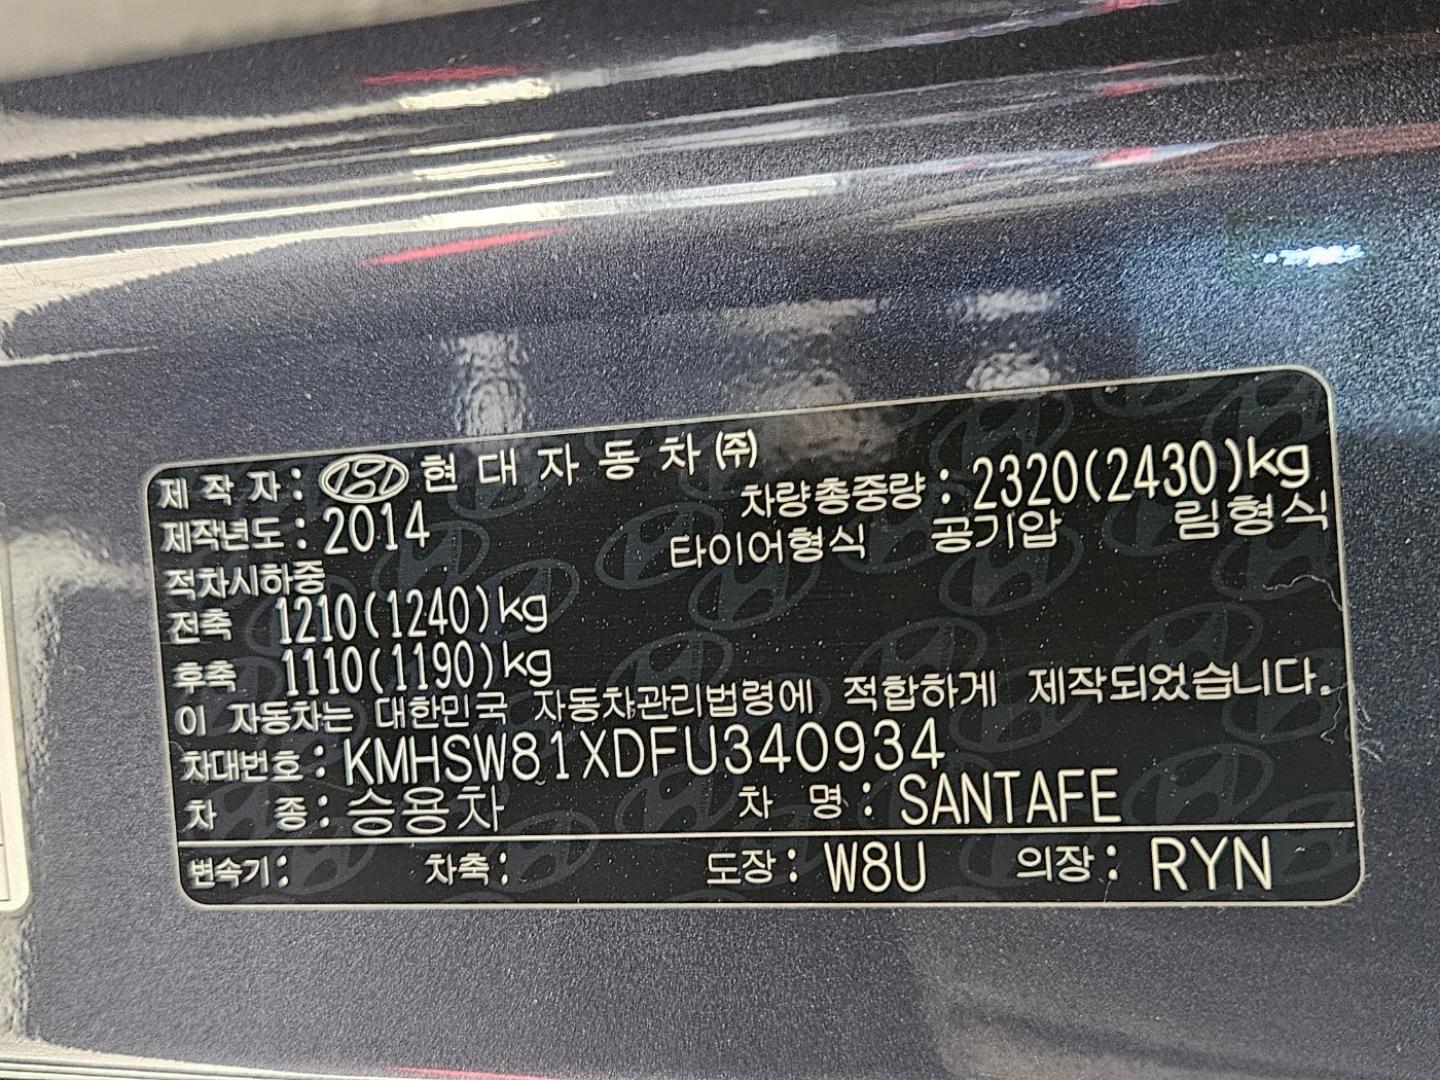 제작자: HYUNDAI 현대자동차(주)
제작년도: 2014 차량총중량: 2320(2430)kg
적차시하중 타이어형식 공기압 림형식
전축 1210(1240)kg
후축 1110(1190)kg
이 자동차는 대한민국 자동차관리법령에 적합하게 제작되었습니다.
차대번호: KMHSW81XDFU340934
차 종: 승용차 차 명: SANTAFE
변속기: 차축: 도장: W8U 의장: RYN